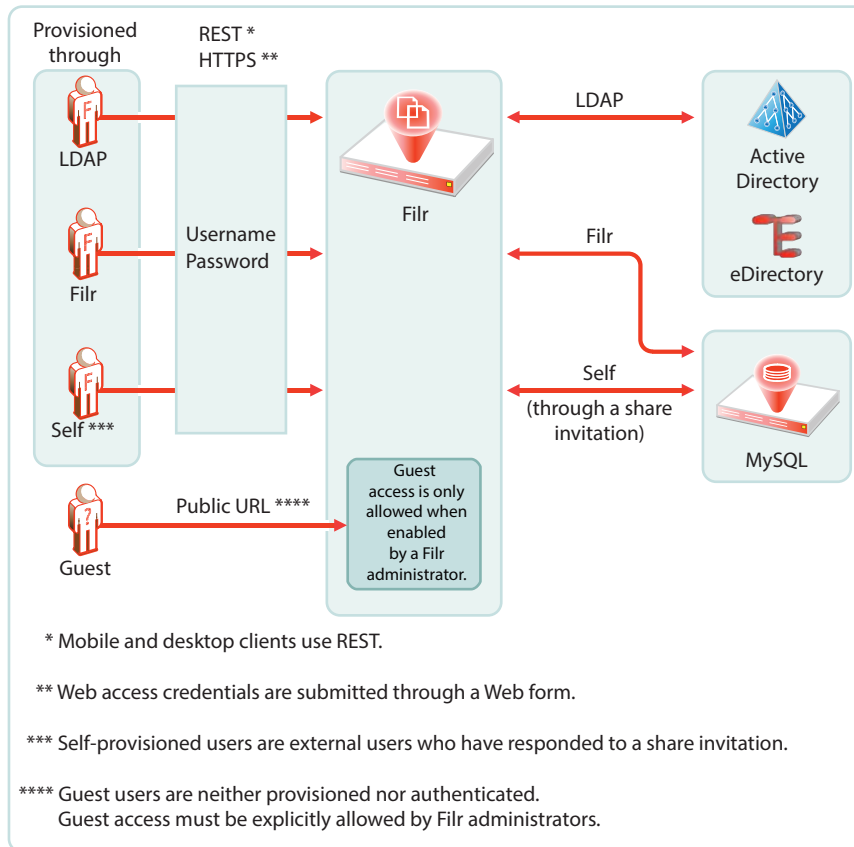 Provisioned
through
REST *
HTTPS **
F
LDAP
F
Filr
F
Self ***
Username
Password
Filr
LDAP
Active
Directory
E
eDirectory
Filr
Self
(through a share
invitation)
MySQL
?
Guest
Public URL ****
Guest
access is only
allowed when
enabled
by a Filr
administrator.
* Mobile and desktop clients use REST.
** Web access credentials are submitted through a Web form.
*** Self-provisioned users are external users who have responded to a share invitation.
**** Guest users are neither provisioned nor authenticated.
Guest access must be explicitly allowed by Filr administrators.